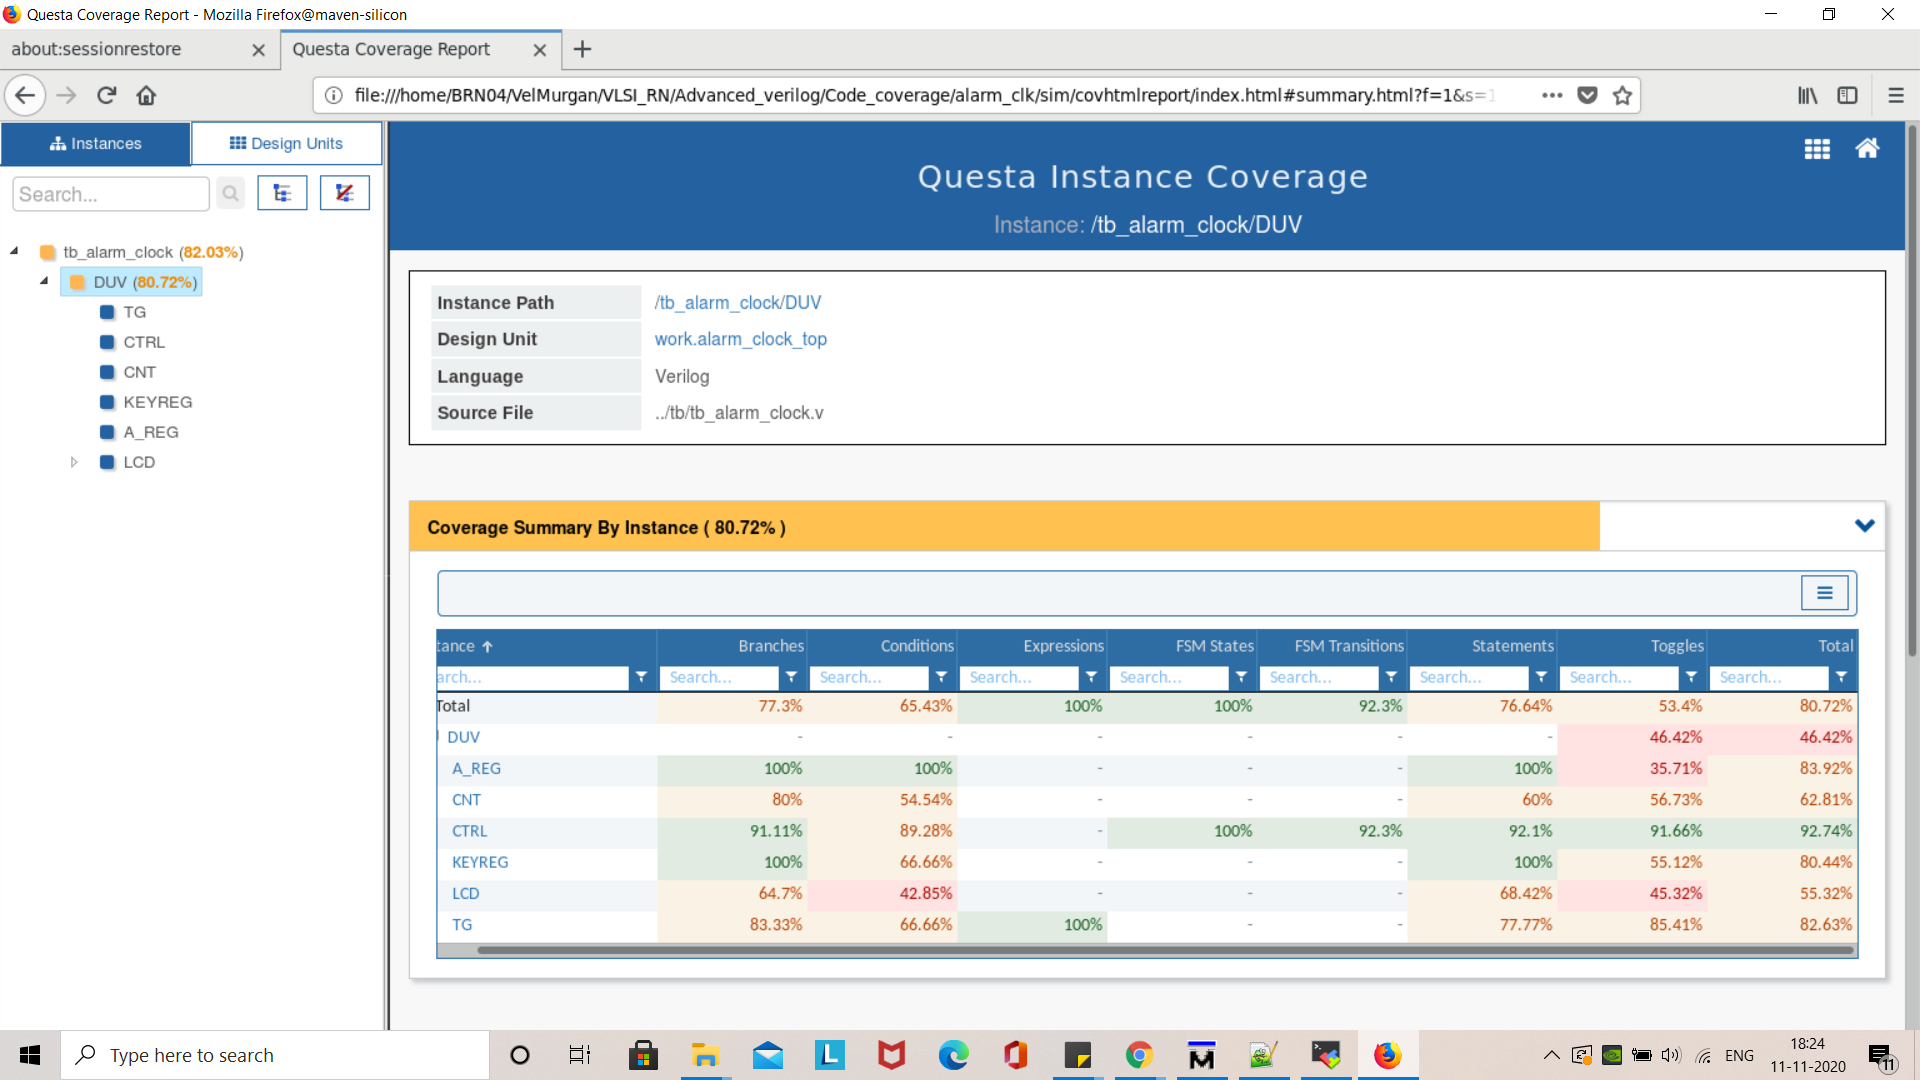 Questa Coverage Report - Mozilla Firefox@maven-silicon
about:sessionrestore
Questa Coverage Report
file:///home/BRN04/VelMurgan/VLSI_RN/Advanced_verilog/Code_coverage/alarm_clk/sim/covhtmlreport/index.html#summary.html?f=1&s=1
Instances
Design Units
Search...
tb_alarm_clock (82.03%)
DUV (80.72%)
TG
CTRL
CNT
KEYREG
A_REG
LCD
Questa Instance Coverage
Instance: /tb_alarm_clock/DUV
Instance Path /tb_alarm_clock/DUV
Design Unit work.alarm_clock_top
Language Verilog
Source File ../tb/tb_alarm_clock.v
Coverage Summary By Instance ( 80.72% )
tance Branches Conditions Expressions FSM States FSM Transitions Statements Toggles Total
arch... Search... Search... Search... Search... Search... Search... Search... Search...
Total 77.3% 65.43% 100% 100% 92.3% 76.64% 53.4% 80.72%
DUV - - - - - - 46.42% 46.42%
A_REG 100% 100% - - - 100% 35.71% 83.92%
CNT 80% 54.54% - - - 60% 56.73% 62.81%
CTRL 91.11% 89.28% - 100% 92.3% 92.1% 91.66% 92.74%
KEYREG 100% 66.66% - - - 100% 55.12% 80.44%
LCD 64.7% 42.85% - - - 68.42% 45.32% 55.32%
TG 83.33% 66.66% 100% - - 77.77% 85.41% 82.63%
Type here to search
L
M
ENG
18:24
11-11-2020
11